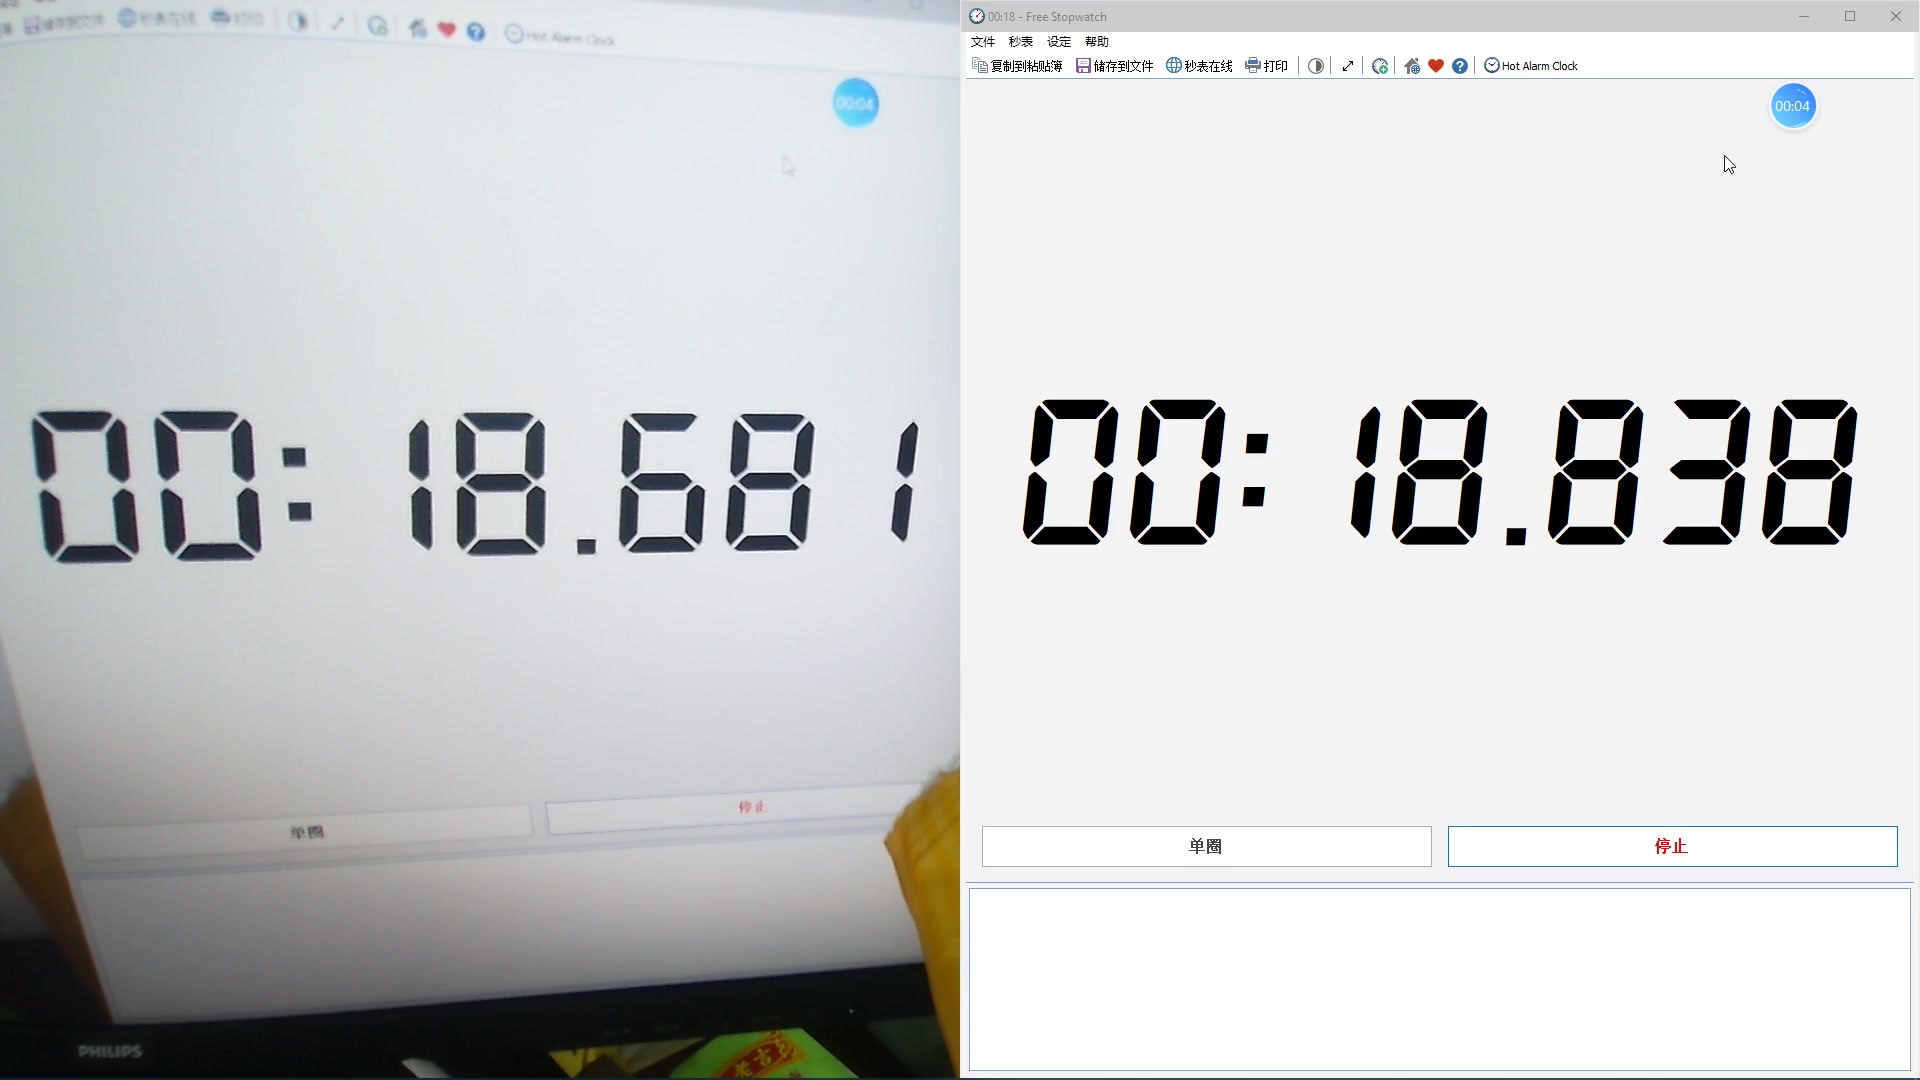 储存到文件 秒表在线 打印 Hot Alarm Clock
00:04
00:18.681
单圈 停止
PHILIPS
00:18 - Free Stopwatch
文件 秒表 设定 帮助
复制到粘贴簿 储存到文件 秒表在线 打印 Hot Alarm Clock
00:04
00:18.838
单圈 停止